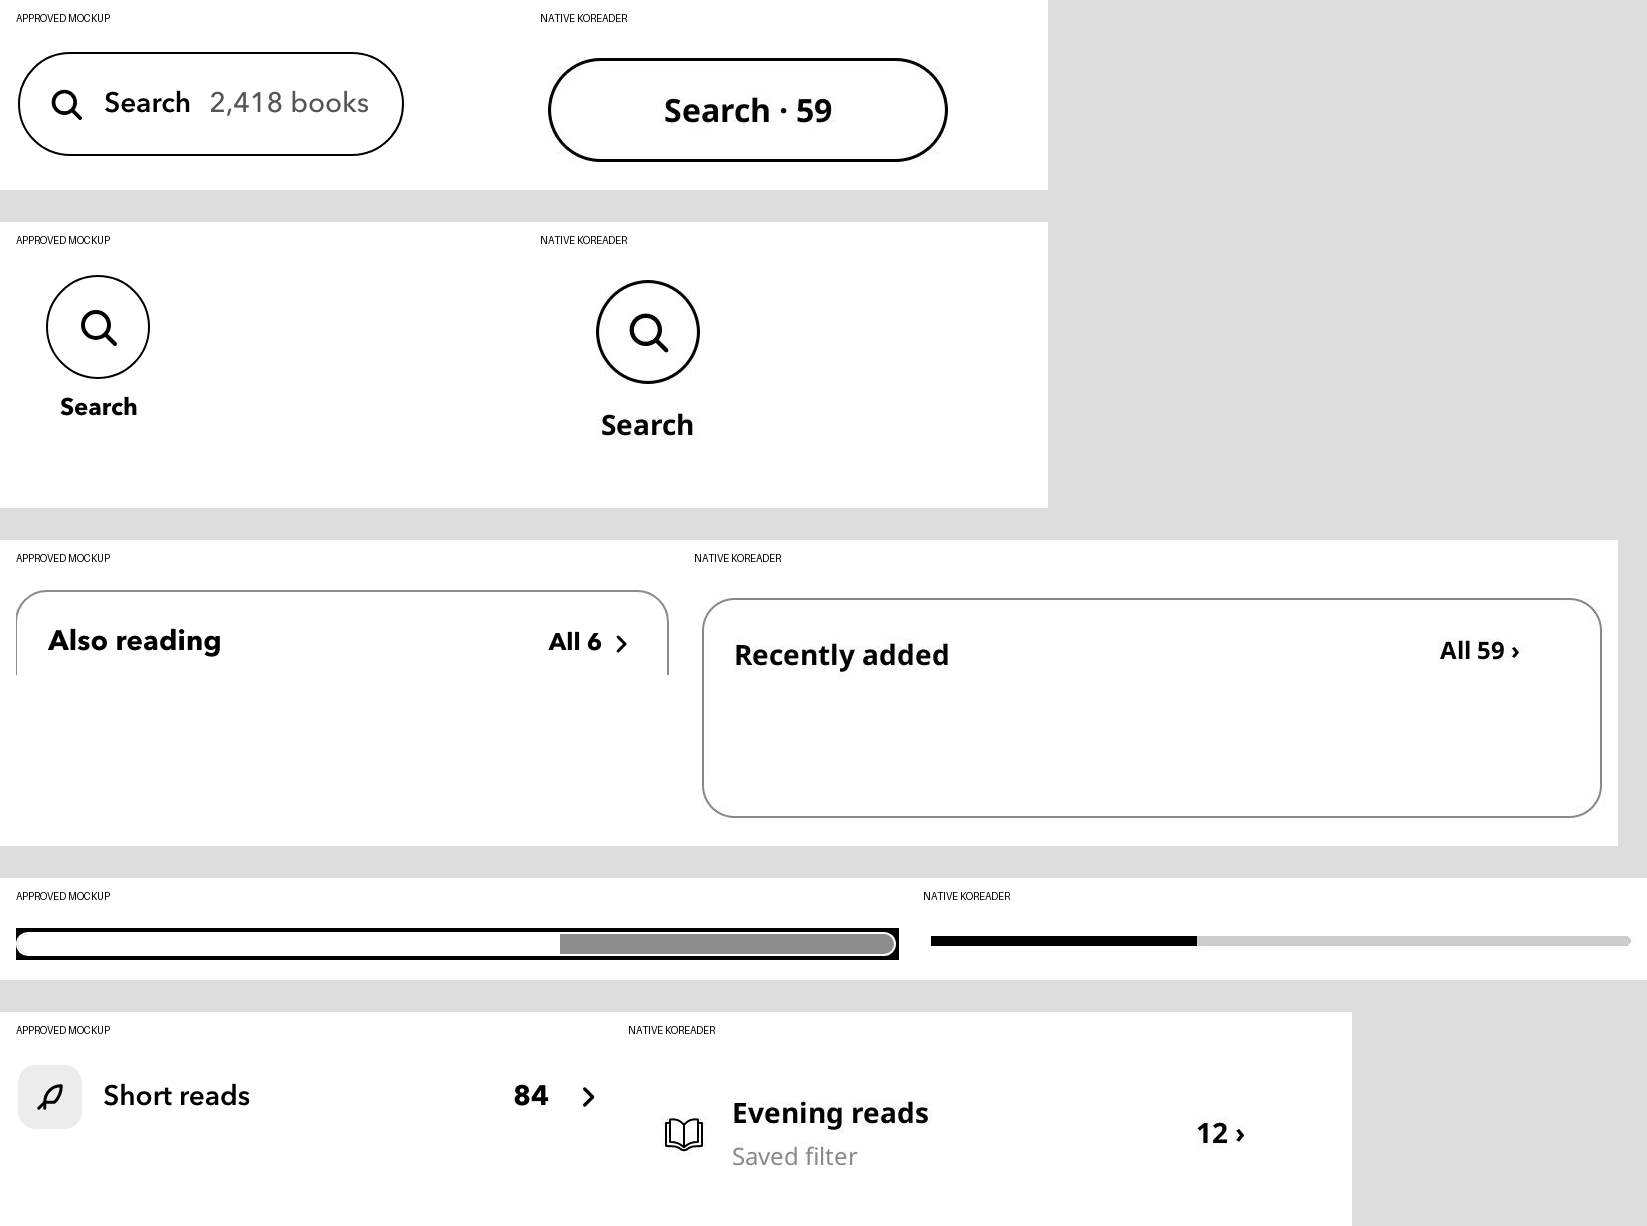 APPROVED MOCKUP
NATIVE KOREADER
Search 2,418 books
Search · 59
APPROVED MOCKUP
NATIVE KOREADER
Search
Search
APPROVED MOCKUP
NATIVE KOREADER
Also reading
All 6 >
Recently added
All 59 ›
APPROVED MOCKUP
NATIVE KOREADER
APPROVED MOCKUP
NATIVE KOREADER
Short reads
84 >
Evening reads
Saved filter
12 ›